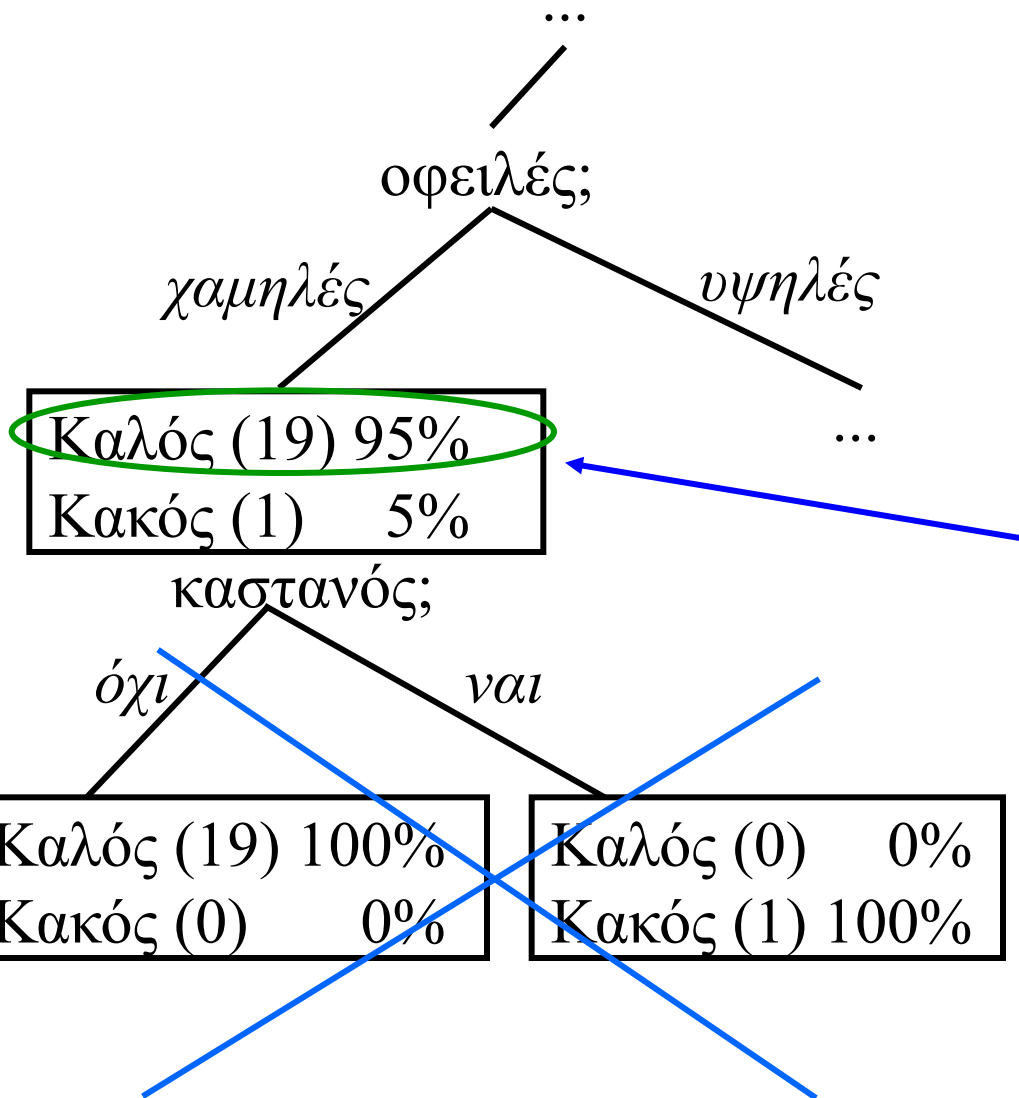 ...
οφειλές;
χαμηλές
υψηλές
Καλός (19) 95%
Κακός (1) 5%
...
καστανός;
όχι
ναι
Καλός (19) 100%
Κακός (0) 0%
Καλός (0) 0%
Κακός (1) 100%